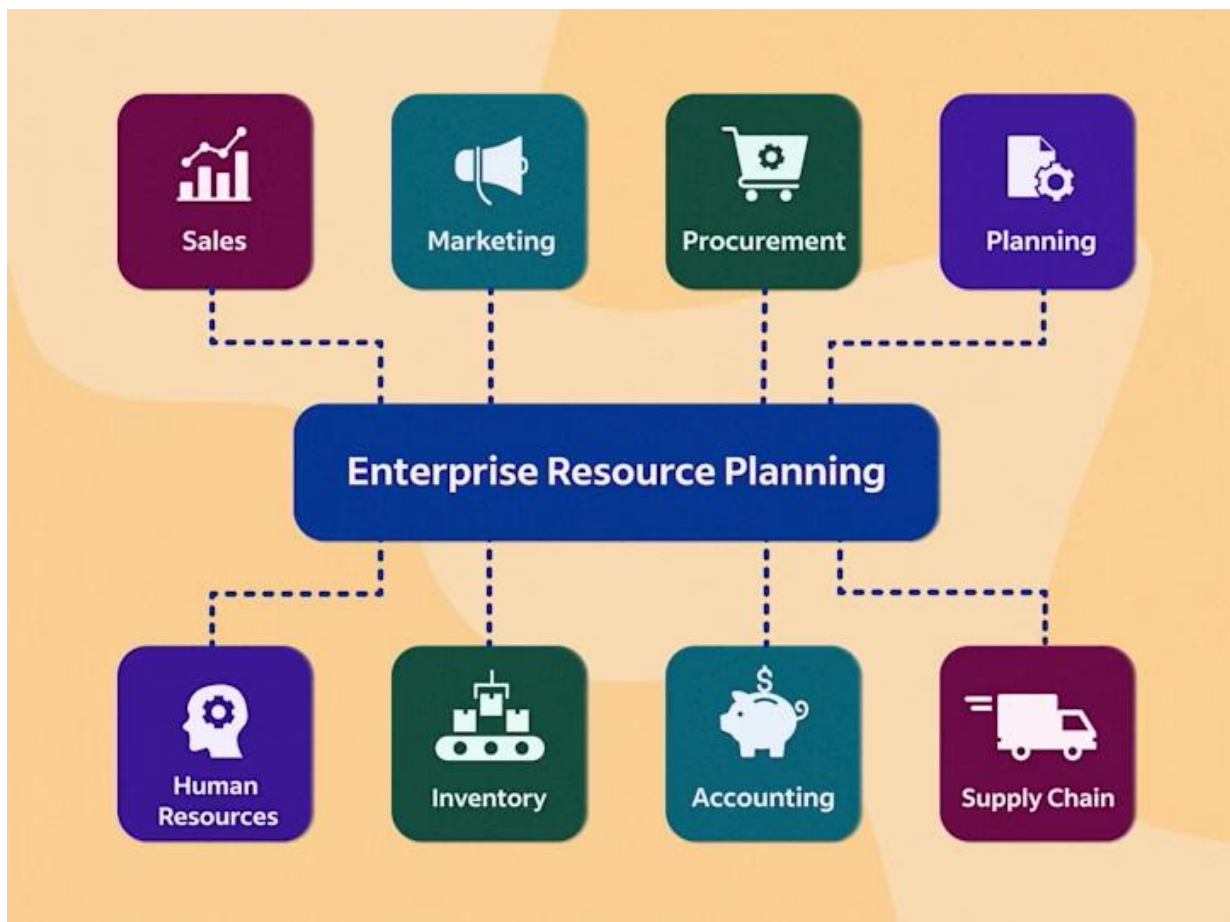 Sales
Marketing
Procurement
Planning
Enterprise Resource Planning
Human
Resources
Inventory
$
Accounting
Supply Chain